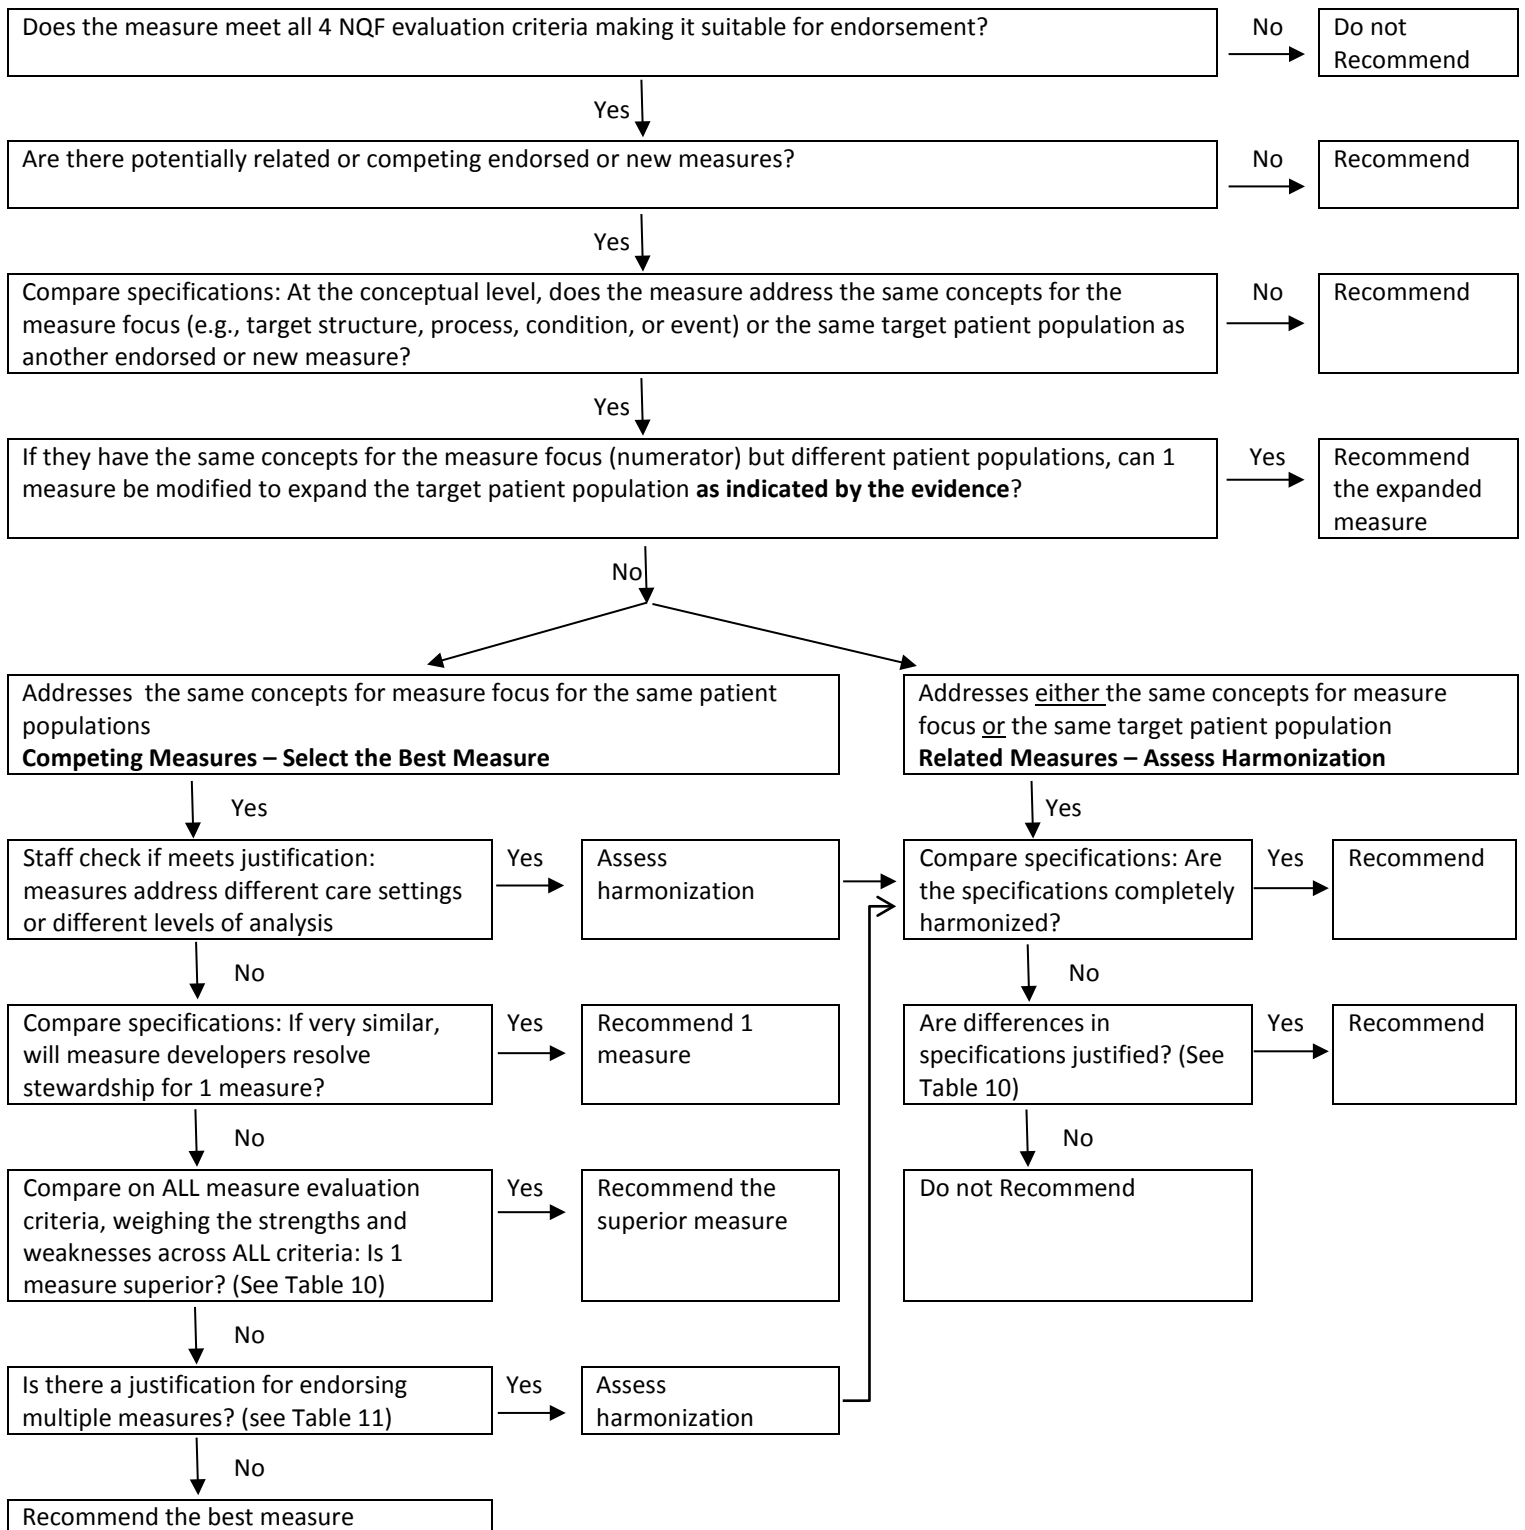 Does the measure meet all 4 NQF evaluation criteria making it suitable for endorsement?
No
Do not
Recommend
Yes
Are there potentially related or competing endorsed or new measures?
No
Recommend
Yes
Compare specifications: At the conceptual level, does the measure address the same concepts for the
measure focus (e.g., target structure, process, condition, or event) or the same target patient population as
another endorsed or new measure?
No
Recommend
Yes
If they have the same concepts for the measure focus (numerator) but different patient populations, can 1
measure be modified to expand the target patient population as indicated by the evidence?
Yes
Recommend
the expanded
measure
No
Addresses the same concepts for measure focus for the same patient
populations
Competing Measures – Select the Best Measure
Addresses either the same concepts for measure
focus or the same target patient population
Related Measures – Assess Harmonization
Yes
Yes
Staff check if meets justification:
measures address different care settings
or different levels of analysis
Yes
Assess
harmonization
Compare specifications: Are
the specifications completely
harmonized?
Yes
Recommend
No
No
Compare specifications: If very similar,
will measure developers resolve
stewardship for 1 measure?
Yes
Recommend 1
measure
Are differences in
specifications justified? (See
Table 10)
Yes
Recommend
No
No
Compare on ALL measure evaluation
criteria, weighing the strengths and
weaknesses across ALL criteria: Is 1
measure superior? (See Table 10)
Yes
Recommend the
superior measure
Do not Recommend
No
Is there a justification for endorsing
multiple measures? (see Table 11)
Yes
Assess
harmonization
No
Recommend the best measure